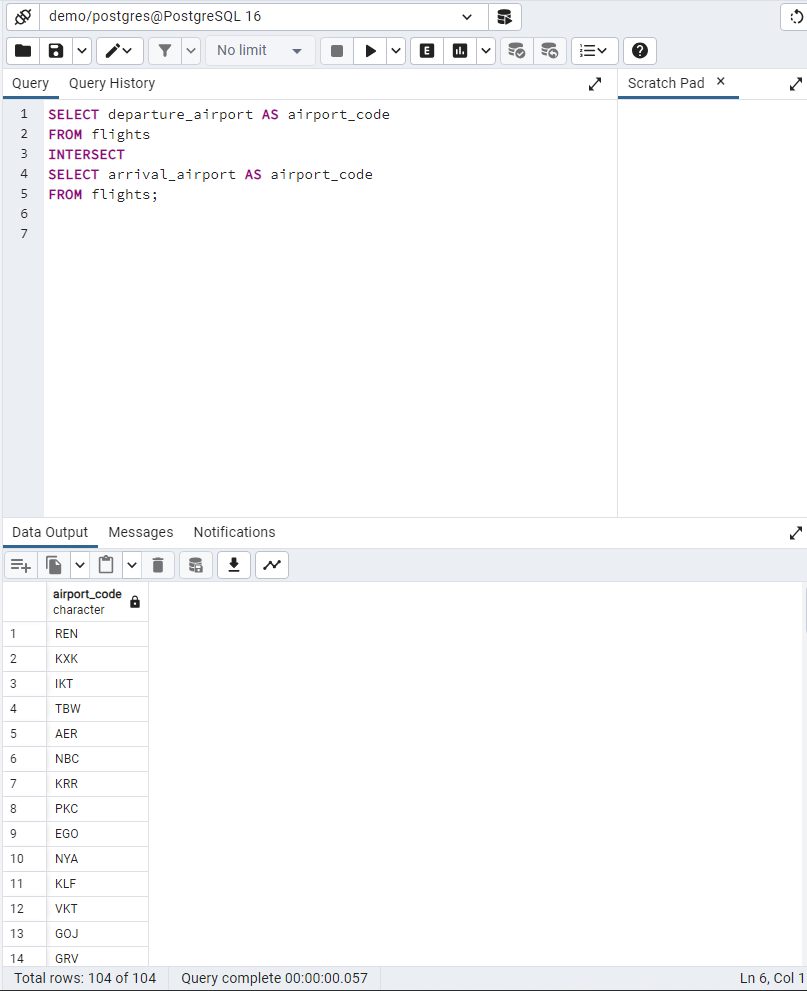 demo/postgres@PostgreSQL 16
No limit
E
Query Query History
Scratch Pad ×
1 SELECT departure_airport AS airport_code
2 FROM flights
3 INTERSECT
4 SELECT arrival_airport AS airport_code
5 FROM flights;
6
7
Data Output Messages Notifications
airport_code
character
1 REN
2 KXK
3 IKT
4 TBW
5 AER
6 NBC
7 KRR
8 PKC
9 EGO
10 NYA
11 KLF
12 VKT
13 GOJ
14 GRV
Total rows: 104 of 104 Query complete 00:00:00.057 Ln 6, Col 1